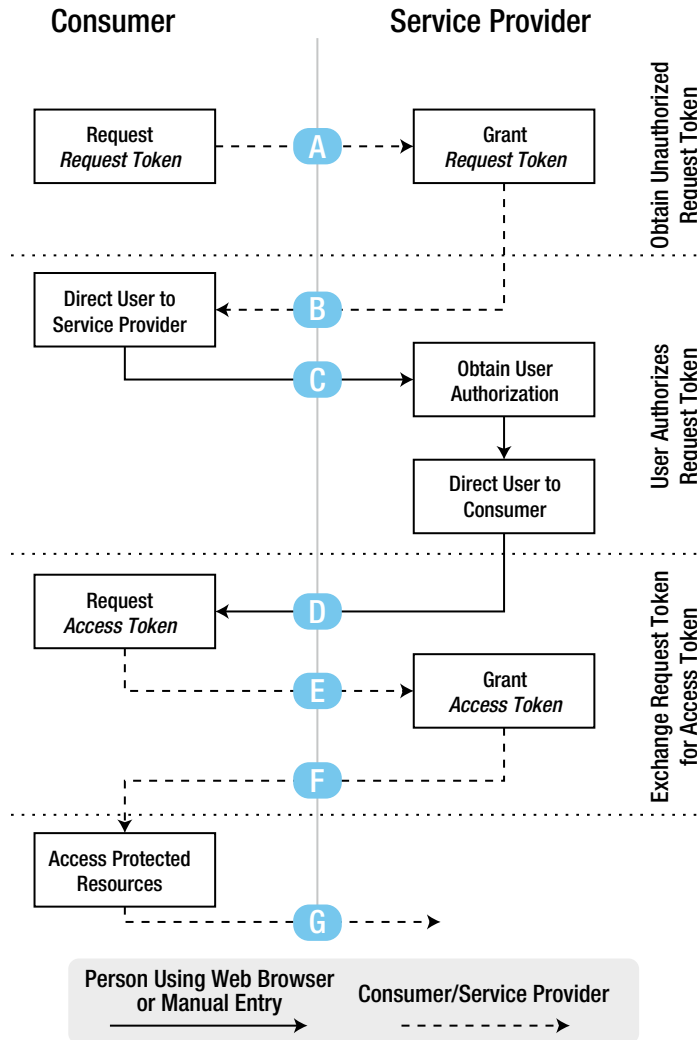 Consumer
Service Provider
Request
Request Token
A
Grant
Request Token
Obtain Unauthorized
Request Token
Direct User to
Service Provider
B
C
Obtain User
Authorization
Direct User to
Consumer
User Authorizes
Request Token
Request
Access Token
D
E
Grant
Access Token
F
Exchange Request Token
for Access Token
Access Protected
Resources
G
Person Using Web Browser
or Manual Entry
Consumer/Service Provider